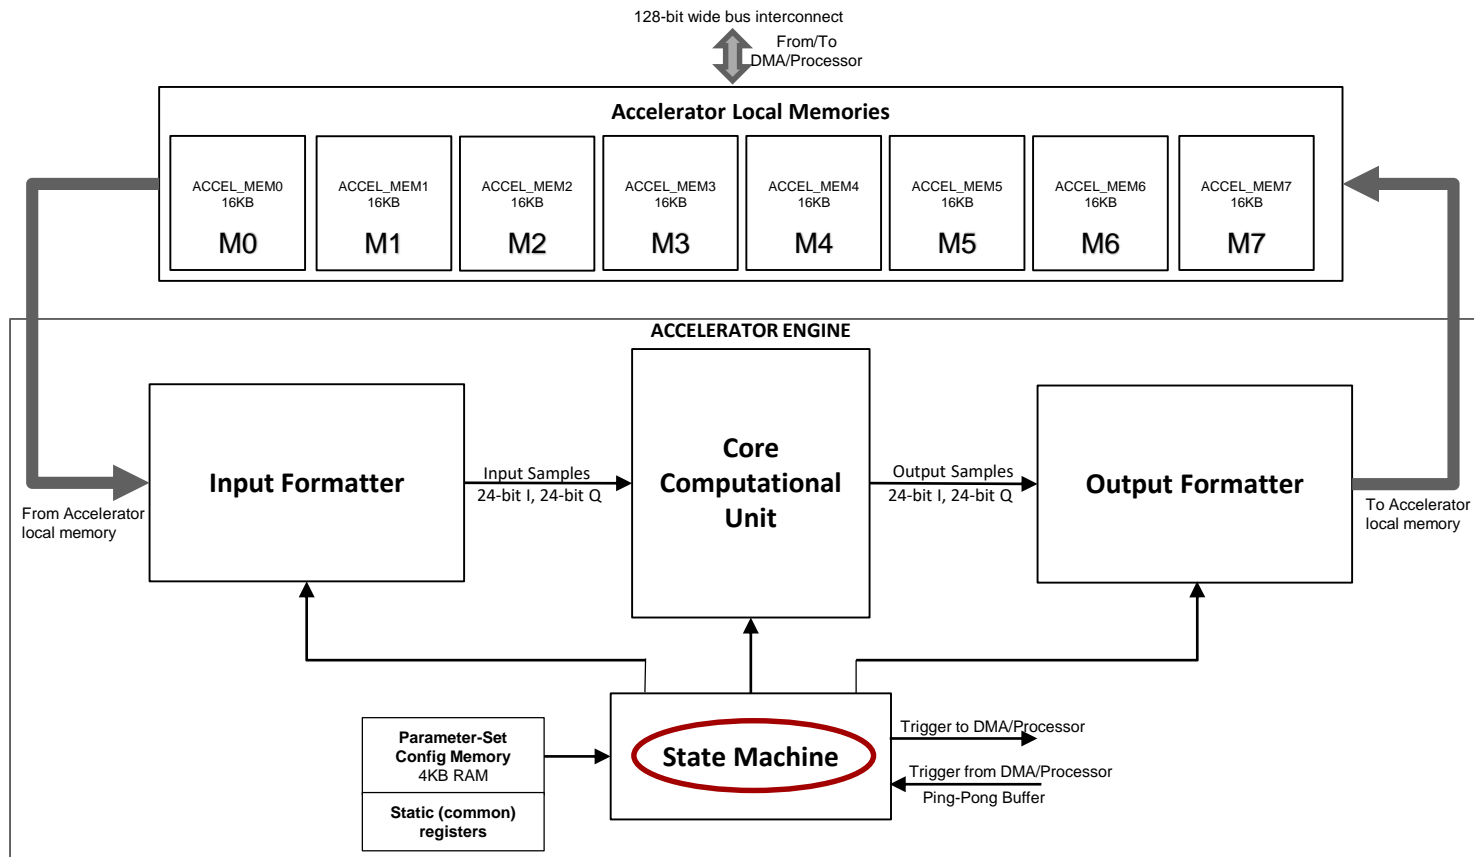 128-bit wide bus interconnect
From/To
DMA/Processor
Accelerator Local Memories
ACCEL_MEM0
16KB
M0
ACCEL_MEM1
16KB
M1
ACCEL_MEM2
16KB
M2
ACCEL_MEM3
16KB
M3
ACCEL_MEM4
16KB
M4
ACCEL_MEM5
16KB
M5
ACCEL_MEM6
16KB
M6
ACCEL_MEM7
16KB
M7
ACCELERATOR ENGINE
From Accelerator
local memory
Input Formatter
Input Samples
24-bit I, 24-bit Q
Core
Computational
Unit
Output Samples
24-bit I, 24-bit Q
Output Formatter
To Accelerator
local memory
Parameter-Set
Config Memory
4KB RAM
Static (common)
registers
State Machine
Trigger to DMA/Processor
Trigger from DMA/Processor
Ping-Pong Buffer